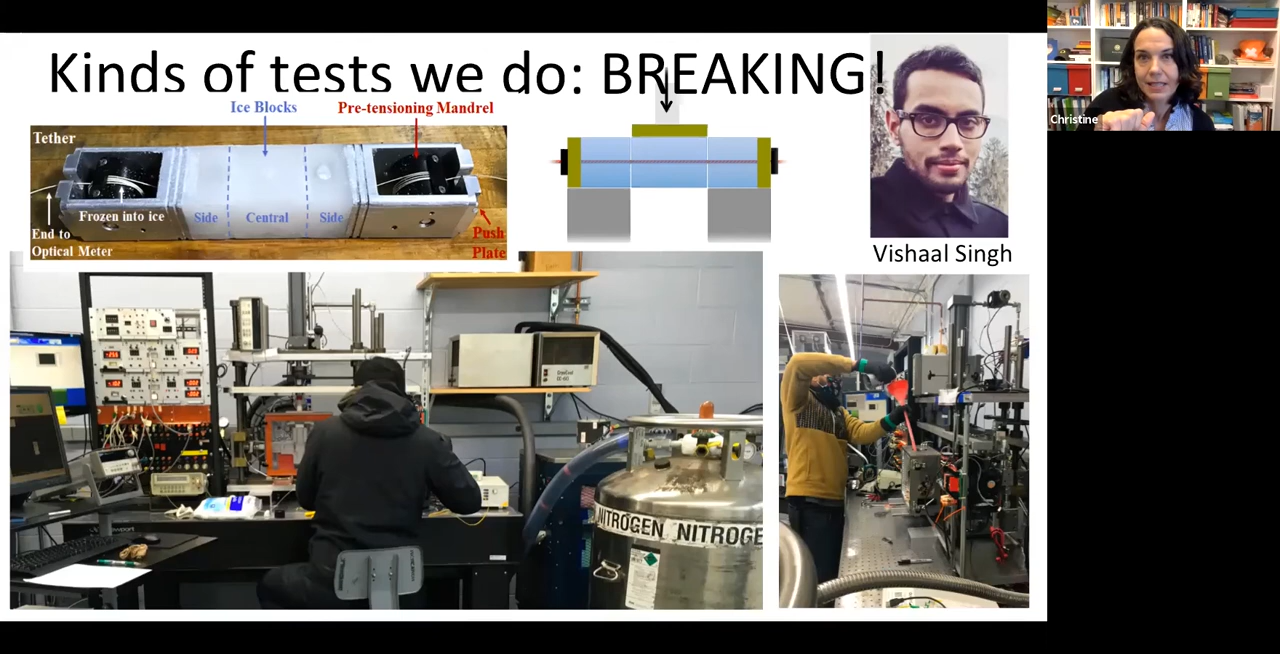 Kinds of tests we do: BREAKING!
Ice Blocks
Pre-tensioning Mandrel
Tether
Frozen into ice
Side
Central
Side
End to
Optical Meter
Push
Plate
Vishaal Singh
Christine
NITROGEN NITROGE